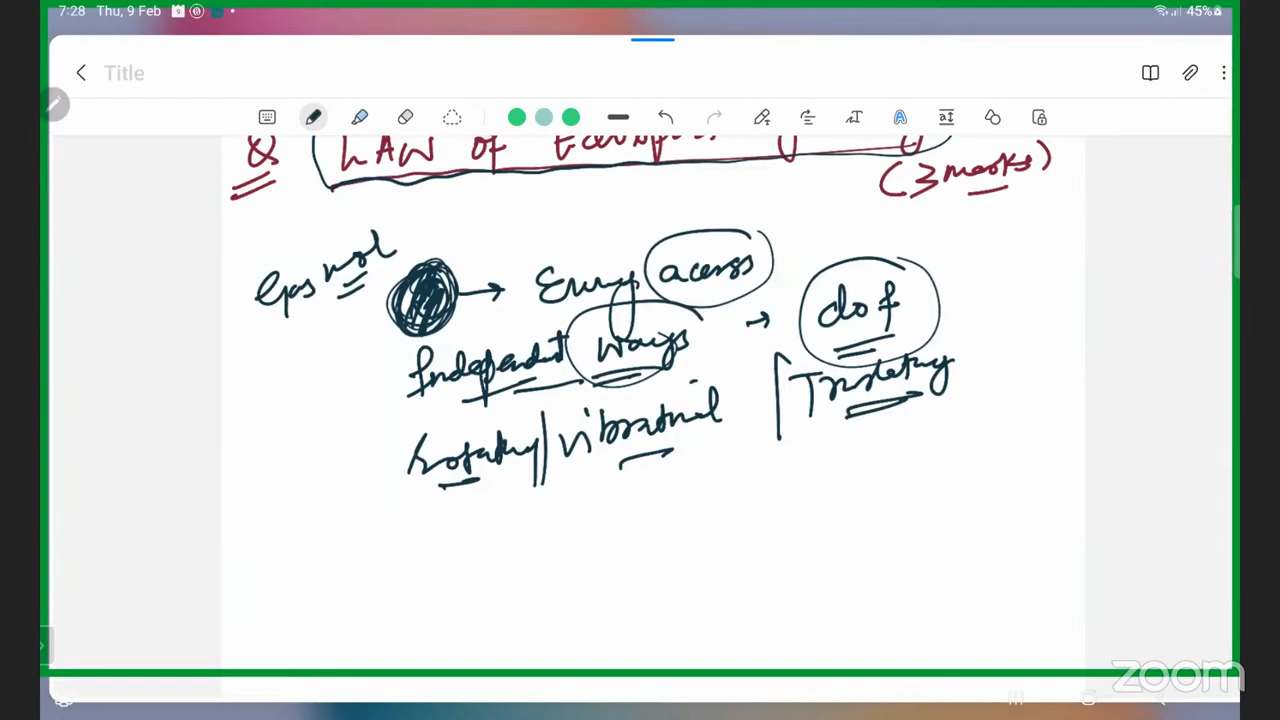 7:28 Thu, 9 Feb
45%
Title
Q LAW of
(3 marks)
Gas mol
→ Energy access
Independent ways → dof
rotatory | vibrational | Translatory
zoom